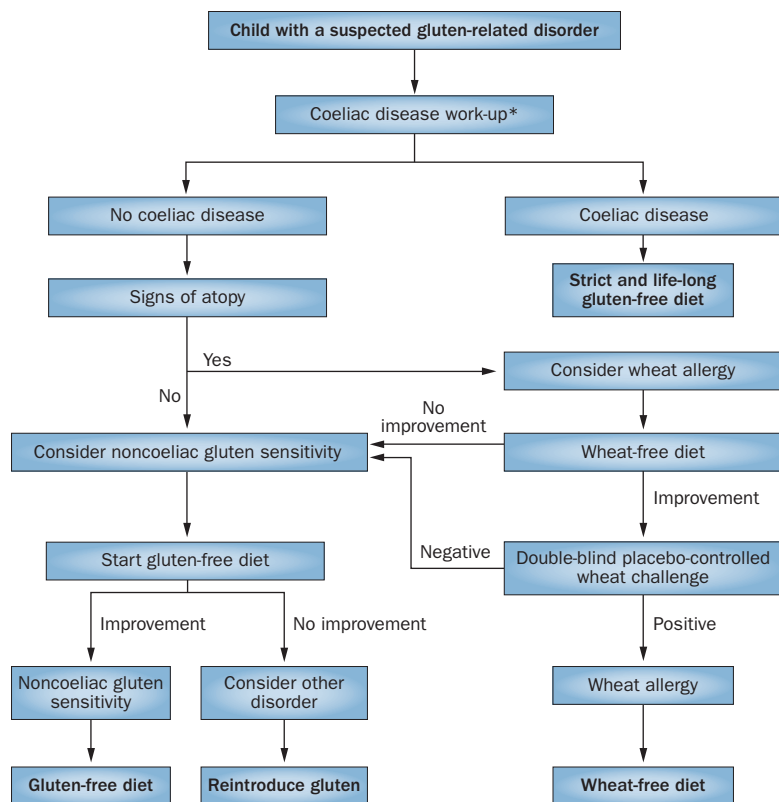 Child with a suspected gluten-related disorder
Coeliac disease work-up*
No coeliac disease
Coeliac disease
Signs of atopy
Strict and life-long
gluten-free diet
Yes
Consider wheat allergy
No
No
improvement
Consider noncoeliac gluten sensitivity
Wheat-free diet
Improvement
Start gluten-free diet
Negative
Double-blind placebo-controlled
wheat challenge
Improvement
No improvement
Positive
Noncoeliac gluten
sensitivity
Consider other
disorder
Wheat allergy
Gluten-free diet
Reintroduce gluten
Wheat-free diet